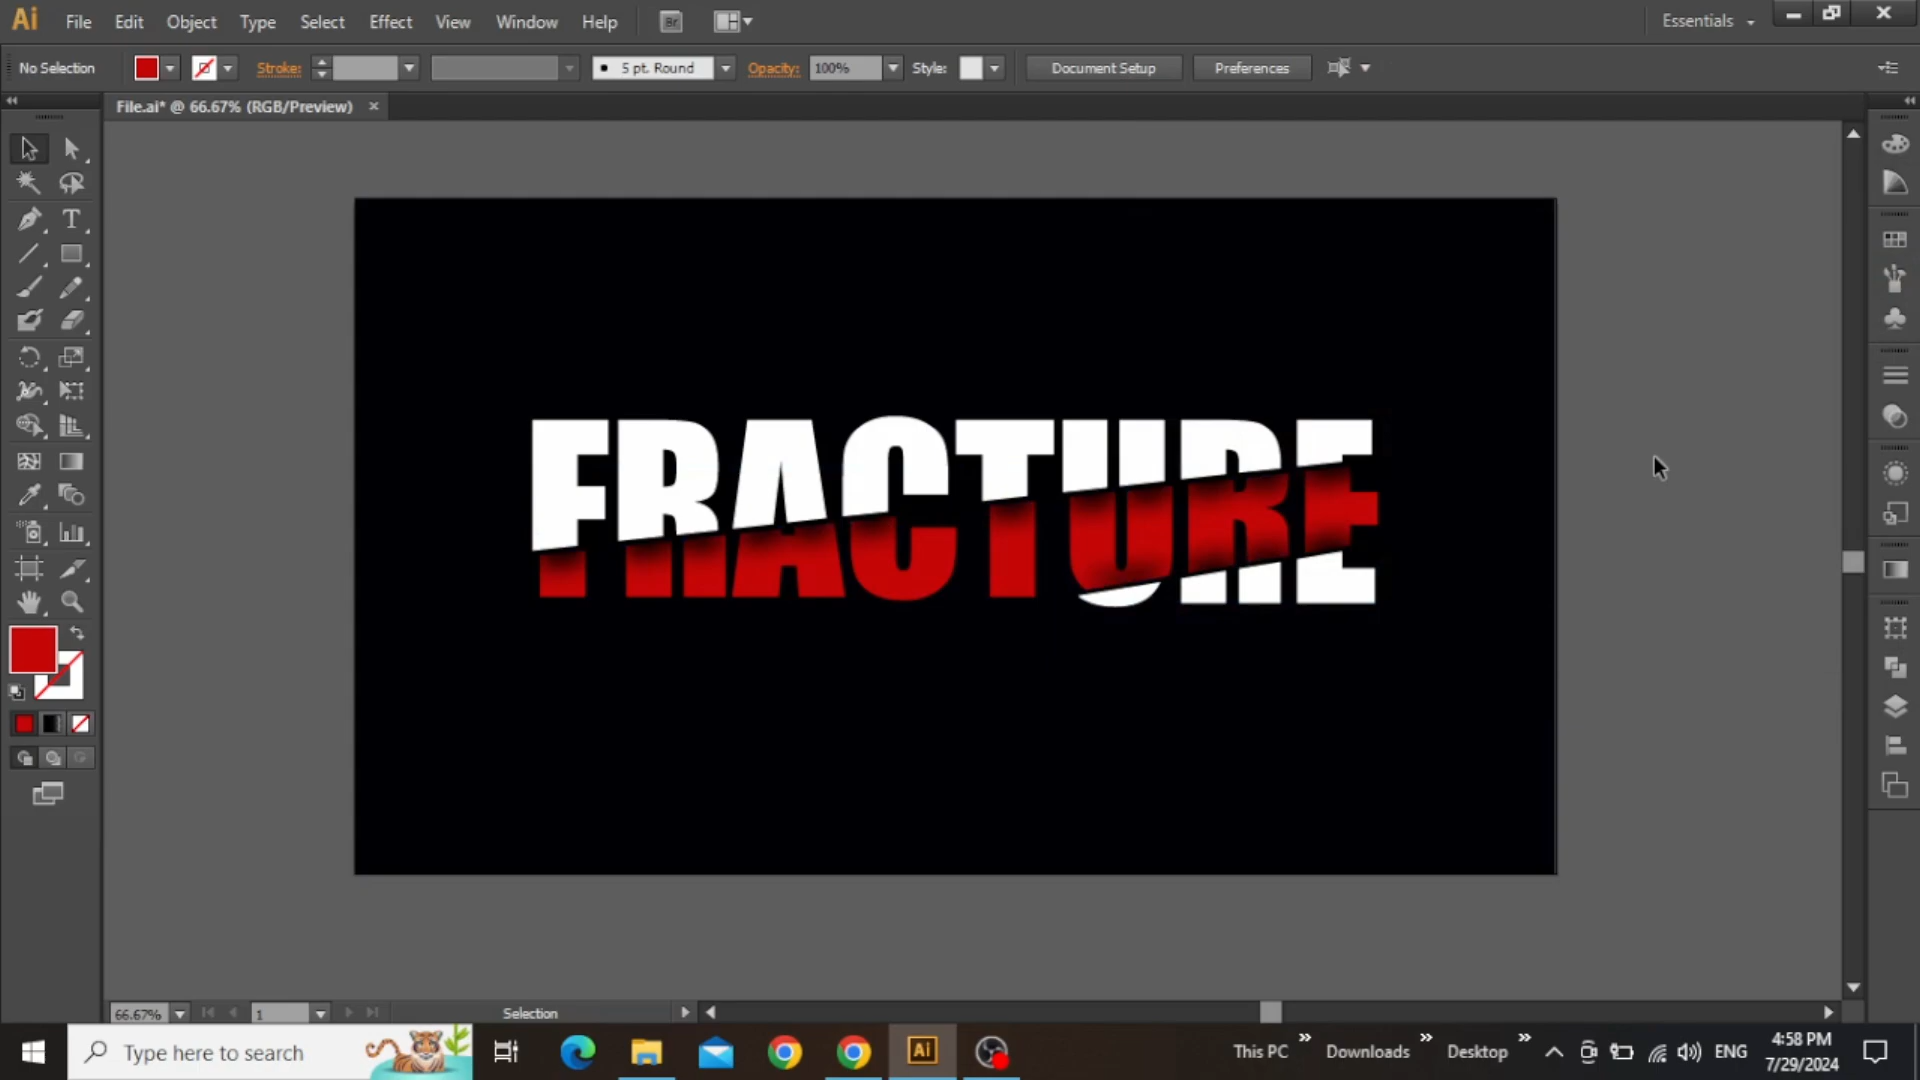 Ai File Edit Object Type Select Effect View Window Help Br Essentials
No Selection Stroke: 5 pt. Round Opacity: 100% Style: Document Setup Preferences
File.ai* @ 66.67% (RGB/Preview)
FRACTURE
66.67% 1 Selection
Type here to search Ai This PC Downloads Desktop ENG 4:58 PM
7/29/2024